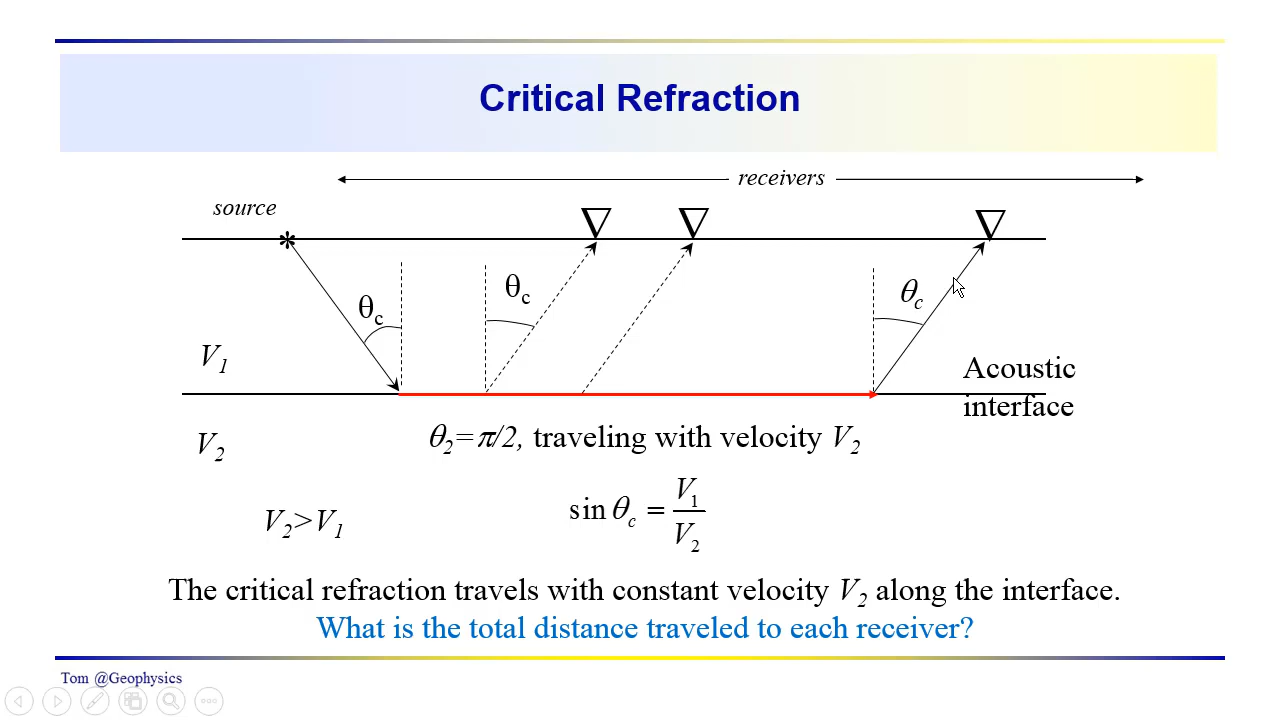 Critical Refraction
receivers
source
θc
θc
θc
V1
Acoustic
interface
V2
θ2=π/2, traveling with velocity V2
V2>V1
sin θc = V1/V2
The critical refraction travels with constant velocity V2 along the interface.
What is the total distance traveled to each receiver?
Tom @Geophysics